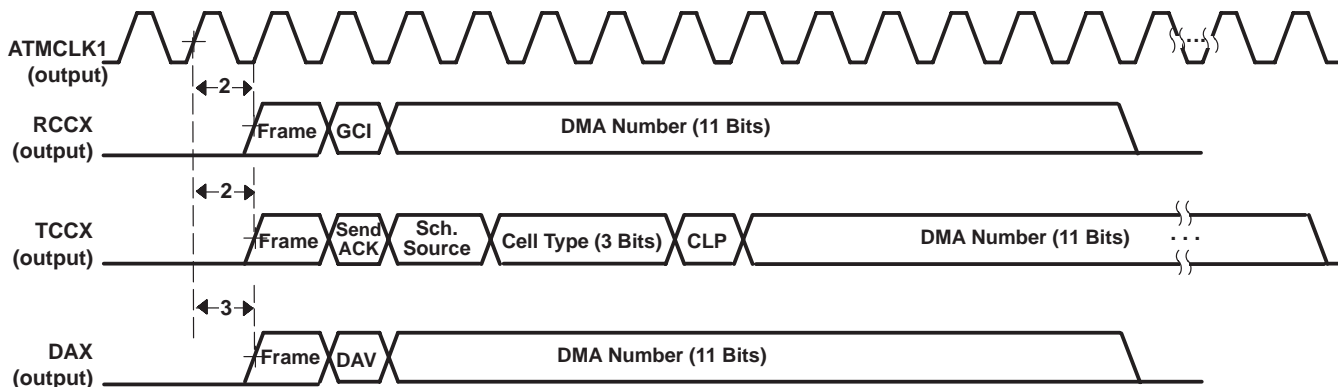 ATMCLK1
(output)
...
2
RCCX
(output)
Frame
GCI
DMA Number (11 Bits)
2
TCCX
(output)
Frame
Send
ACK
Sch.
Source
Cell Type (3 Bits)
CLP
DMA Number (11 Bits)
...
3
DAX
(output)
Frame
DAV
DMA Number (11 Bits)